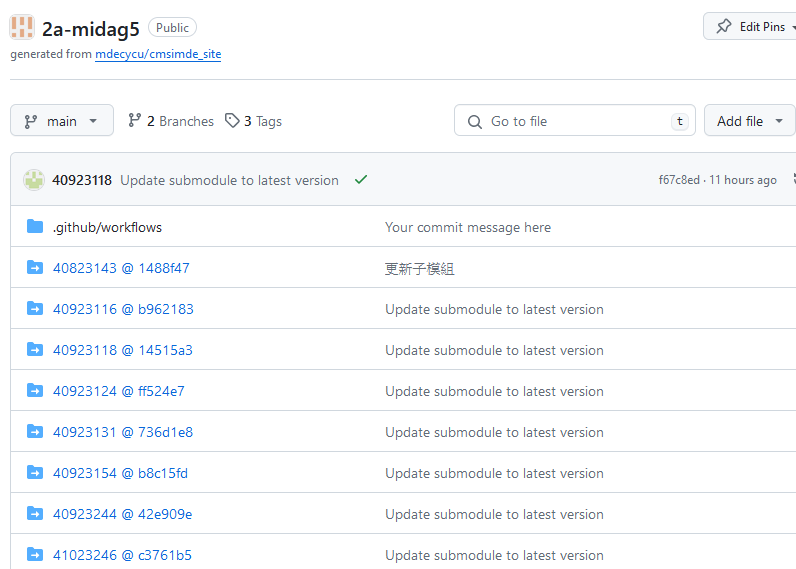 2a-midag5 Public
Edit Pins
generated from mdecycu/cmsimde_site
main 2 Branches 3 Tags Go to file t Add file
40923118 Update submodule to latest version f67c8ed · 11 hours ago
.github/workflows Your commit message here
40823143 @ 1488f47 更新子模組
40923116 @ b962183 Update submodule to latest version
40923118 @ 14515a3 Update submodule to latest version
40923124 @ ff524e7 Update submodule to latest version
40923131 @ 736d1e8 Update submodule to latest version
40923154 @ b8c15fd Update submodule to latest version
40923244 @ 42e909e Update submodule to latest version
41023246 @ c3761b5 Update submodule to latest version